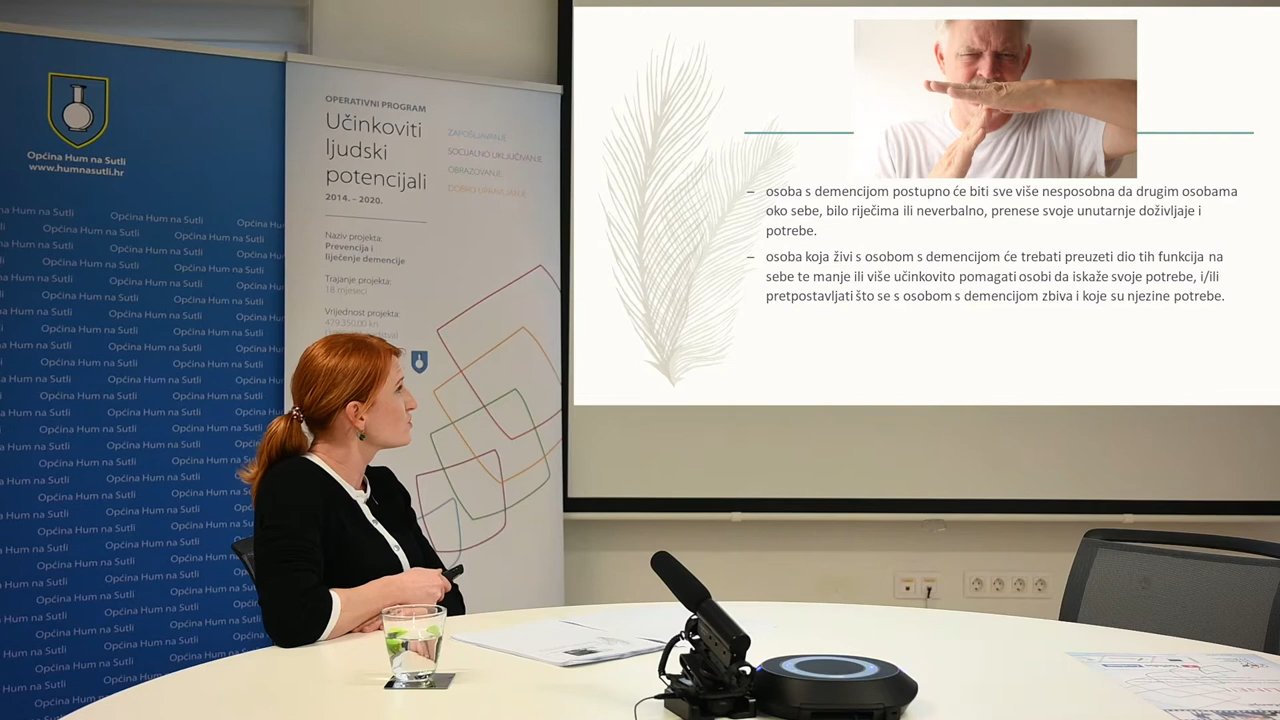 Općina Hum na Sutli
www.humnasutli.hr
OPERATIVNI PROGRAM
Učinkoviti
ljudski
potencijali
2014. – 2020.
ZAPOŠLJAVANJE
SOCIJALNO UKLJUČIVANJE
OBRAZOVANJE
DOBRO UPRAVLJANJE
Naziv projekta:
Prevencija i
liječenje demencije
Trajanje projekta:
18 mjeseci
Vrijednost projekta:
479.350,00 kn
– osoba s demencijom postupno će biti sve više nesposobna da drugim osobama
oko sebe, bilo riječima ili neverbalno, prenese svoje unutarnje doživljaje i
potrebe.
– osoba koja živi s osobom s demencijom će trebati preuzeti dio tih funkcija na
sebe te manje ili više učinkovito pomagati osobi da iskaže svoje potrebe, i/ili
pretpostavljati što se s osobom s demencijom zbiva i koje su njezine potrebe.